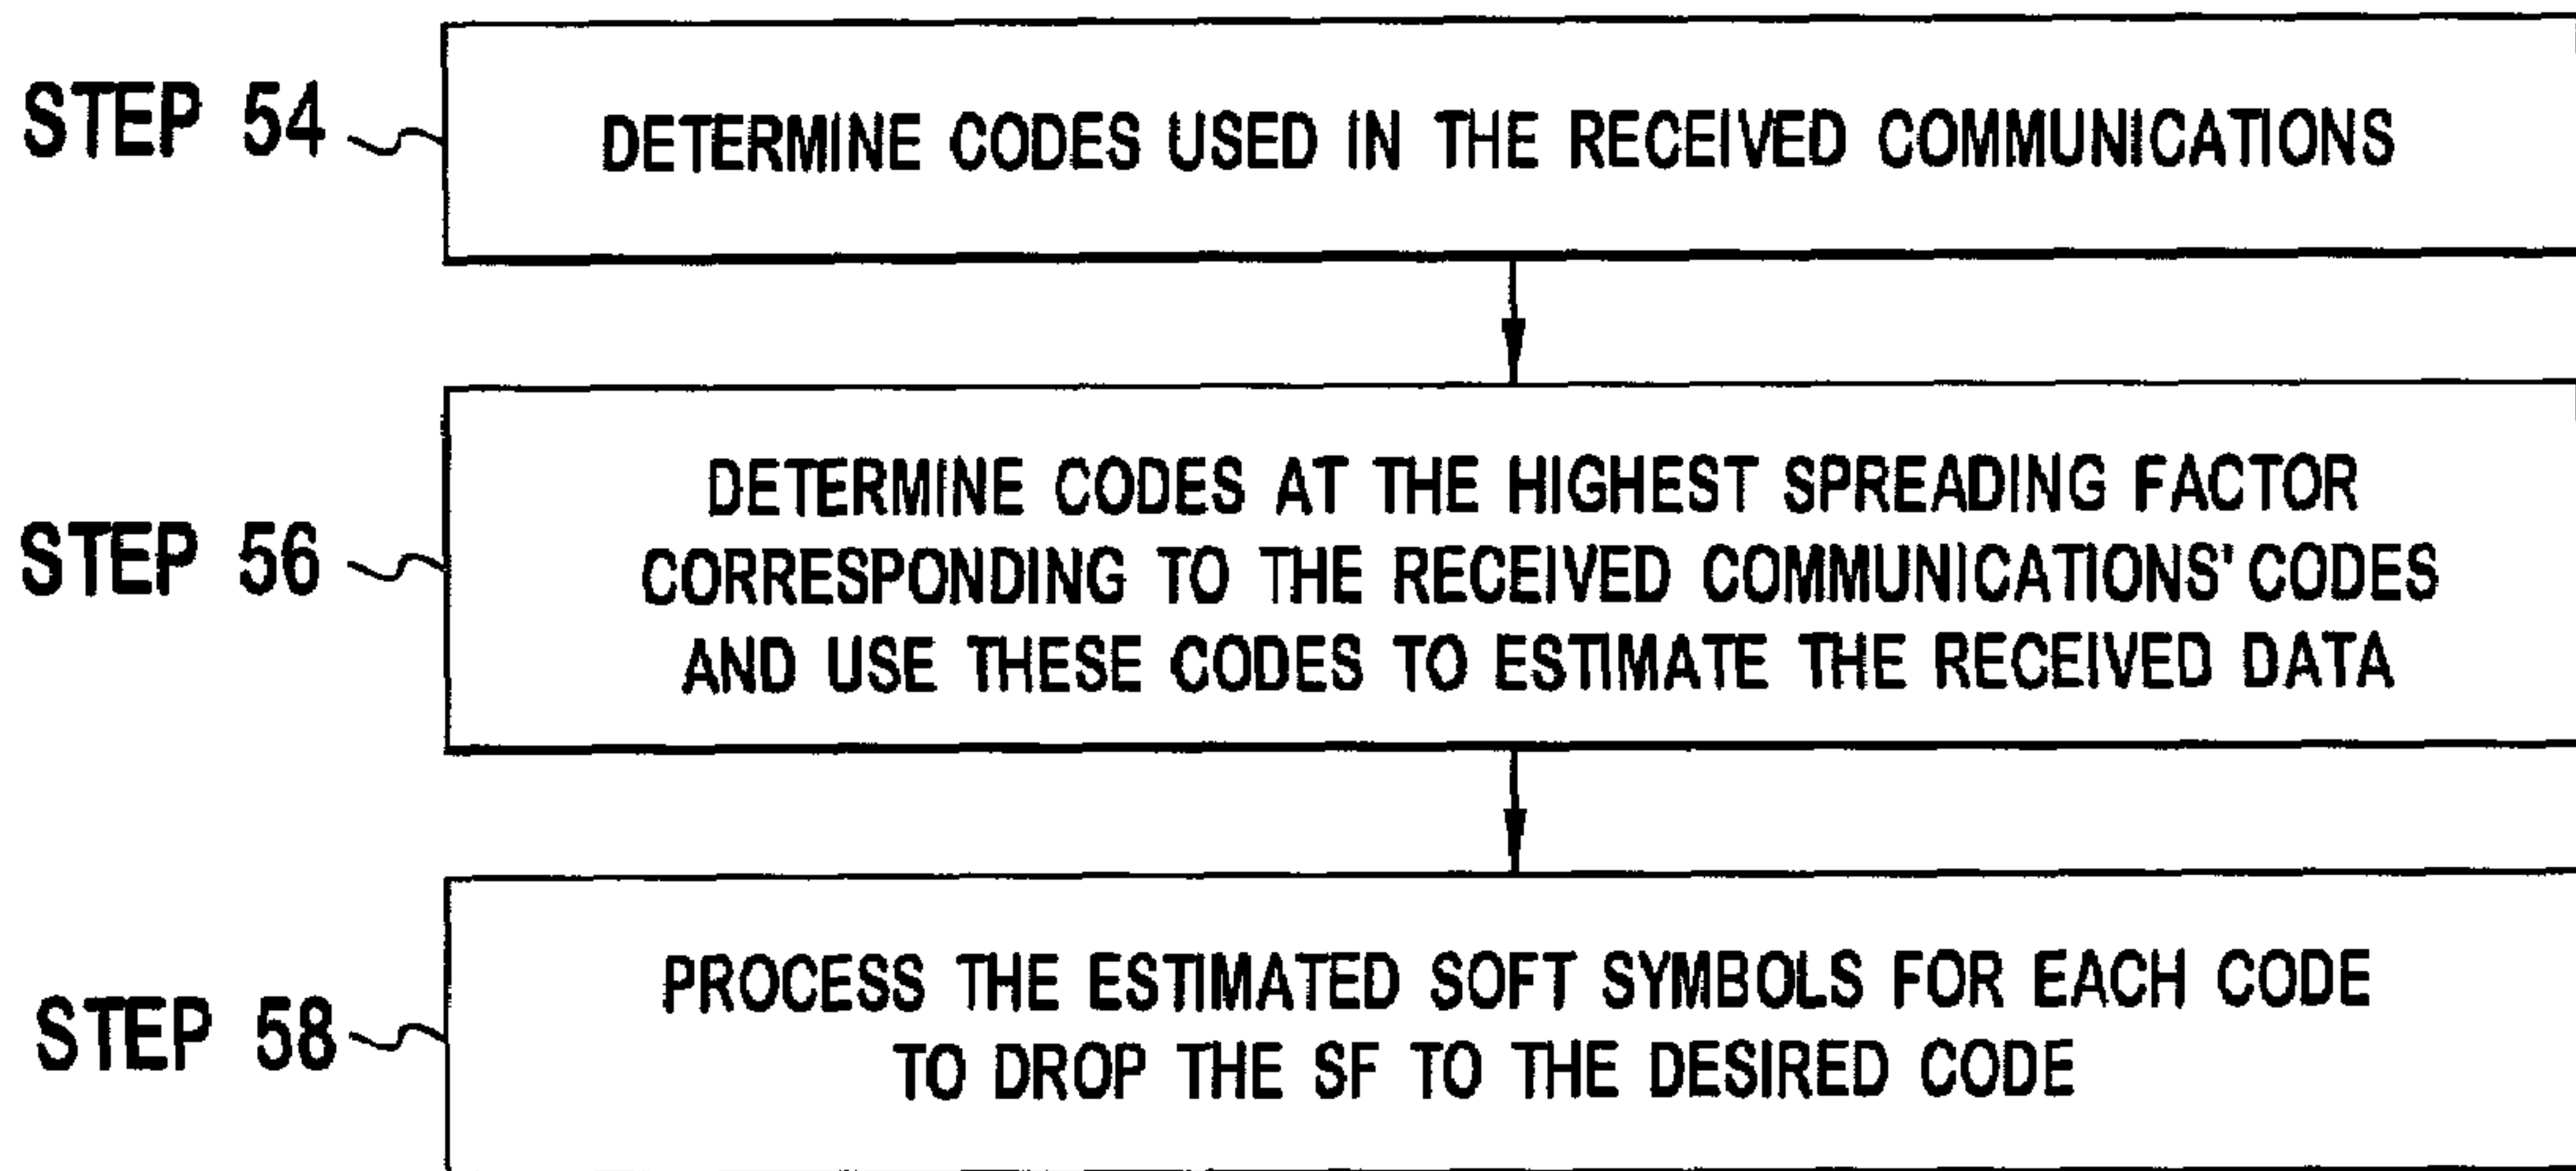 STEP 54
DETERMINE CODES USED IN THE RECEIVED COMMUNICATIONS
STEP 56
DETERMINE CODES AT THE HIGHEST SPREADING FACTOR
CORRESPONDING TO THE RECEIVED COMMUNICATIONS' CODES
AND USE THESE CODES TO ESTIMATE THE RECEIVED DATA
STEP 58
PROCESS THE ESTIMATED SOFT SYMBOLS FOR EACH CODE
TO DROP THE SF TO THE DESIRED CODE